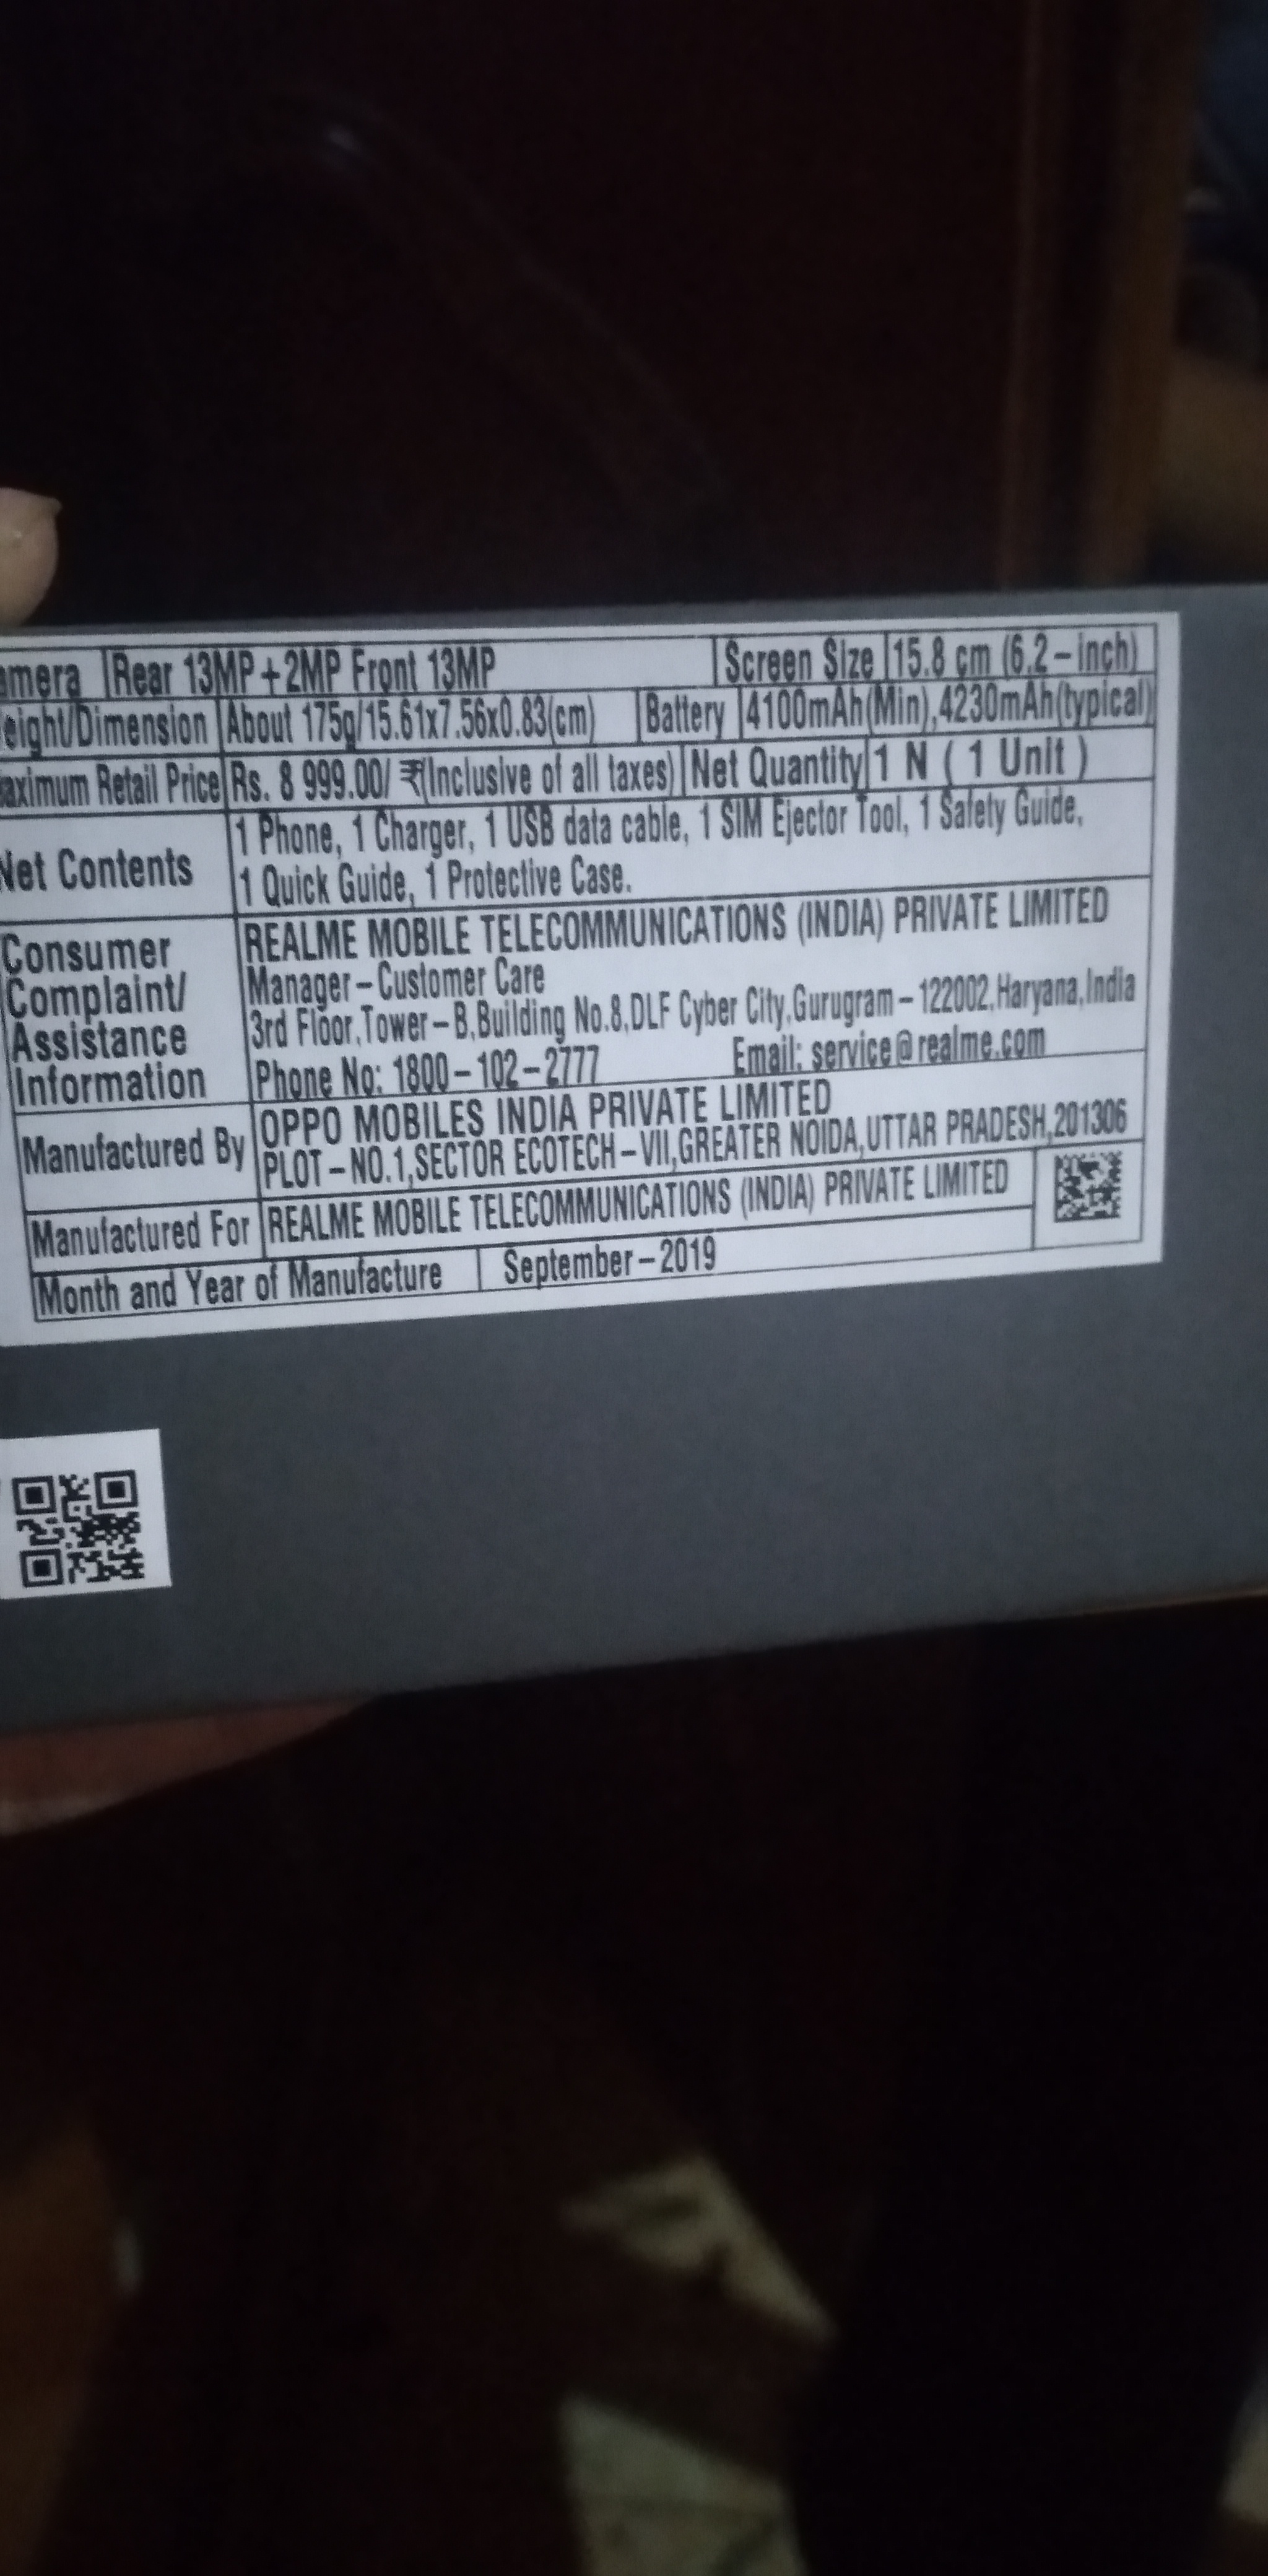 amera Rear 13MP+2MP Front 13MP Screen Size 15.8 cm (6.2-inch)
eight/Dimension About 175g/15.61x7.56x0.83(cm) Battery 4100mAh(Min),4230mAh(typical)
aximum Retail Price Rs. 8 999.00/ ₹(Inclusive of all taxes) Net Quantity 1 N ( 1 Unit )
Net Contents 1 Phone, 1 Charger, 1 USB data cable, 1 SIM Ejector Tool, 1 Safety Guide,
1 Quick Guide, 1 Protective Case.
Consumer
Complaint/
Assistance
Information
REALME MOBILE TELECOMMUNICATIONS (INDIA) PRIVATE LIMITED
Manager-Customer Care
3rd Floor,Tower-B,Building No.8,DLF Cyber City,Gurugram-122002,Haryana,India
Phone No: 1800-102-2777 Email: service@realme.com
Manufactured By OPPO MOBILES INDIA PRIVATE LIMITED
PLOT-NO.1,SECTOR ECOTECH-VII,GREATER NOIDA,UTTAR PRADESH,201306
Manufactured For REALME MOBILE TELECOMMUNICATIONS (INDIA) PRIVATE LIMITED
Month and Year of Manufacture September-2019